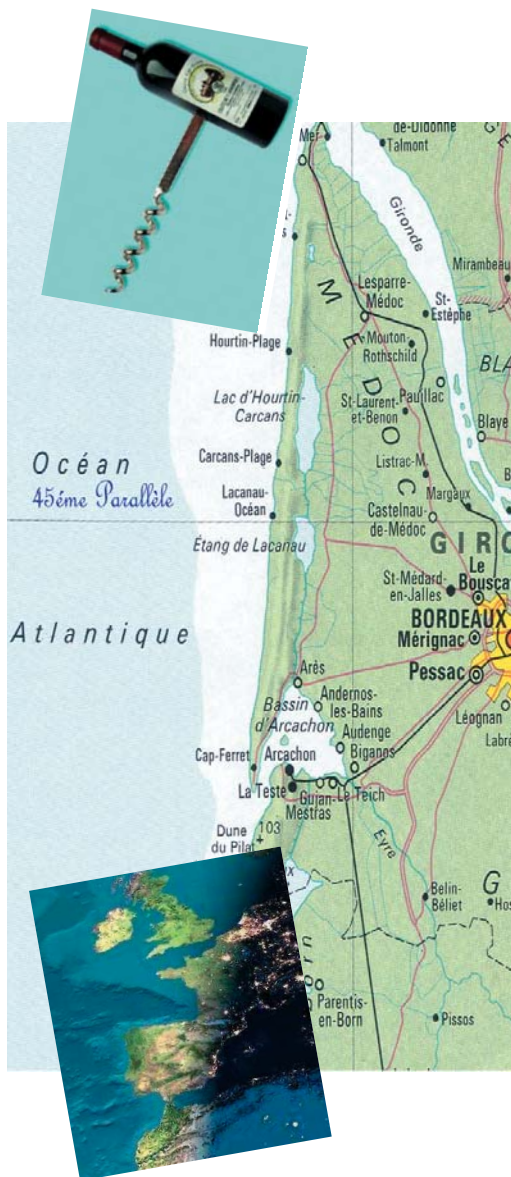 Mer
de-Didonne
Talmont
Gironde
Mirambeau
Lesparre-
Médoc
St-
Estèphe
MEDOC
Mouton-
Rothschild
Hourtin-Plage
BLA
Pauillac
Lac d'Hourtin-
Carcans
St-Laurent-
et-Benon
Blaye
Carcans-Plage
Listrac-M.
Océan
45éme Parallèle
Lacanau-
Océan
Margaux
Castelnau-
de-Médoc
GIRO
Étang de Lacanau
Le
Bouscat
St-Médard-
en-Jalles
BORDEAUX
Atlantique
Mérignac
Pessac
Arès
Andernos-
les-Bains
Bassin
d'Arcachon
Léognan
Audenge
Labrè
Biganos
Cap-Ferret
Arcachon
La Teste
Gujan-
Mestras
Le Teich
Dune
du Pilat
103
Eyre
Belin-
Béliet
G
Hos
orn
Parentis-
en-Born
Pissos